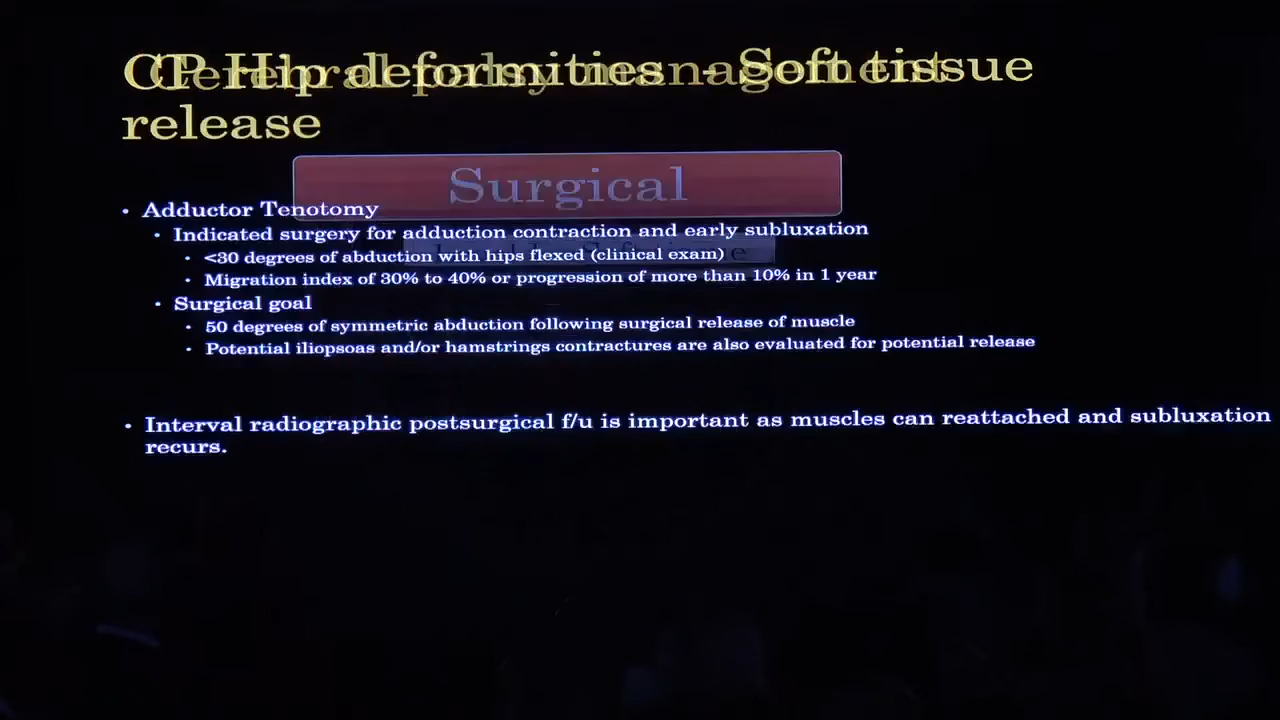 CP Hip deformities - Soft tissue
release
Cerebral palsy management
Surgical
• Adductor Tenotomy
• Indicated surgery for adduction contraction and early subluxation
• <30 degrees of abduction with hips flexed (clinical exam)
• Migration index of 30% to 40% or progression of more than 10% in 1 year
• Surgical goal
• 50 degrees of symmetric abduction following surgical release of muscle
• Potential iliopsoas and/or hamstrings contractures are also evaluated for potential release
• Interval radiographic postsurgical f/u is important as muscles can reattached and subluxation
recurs.